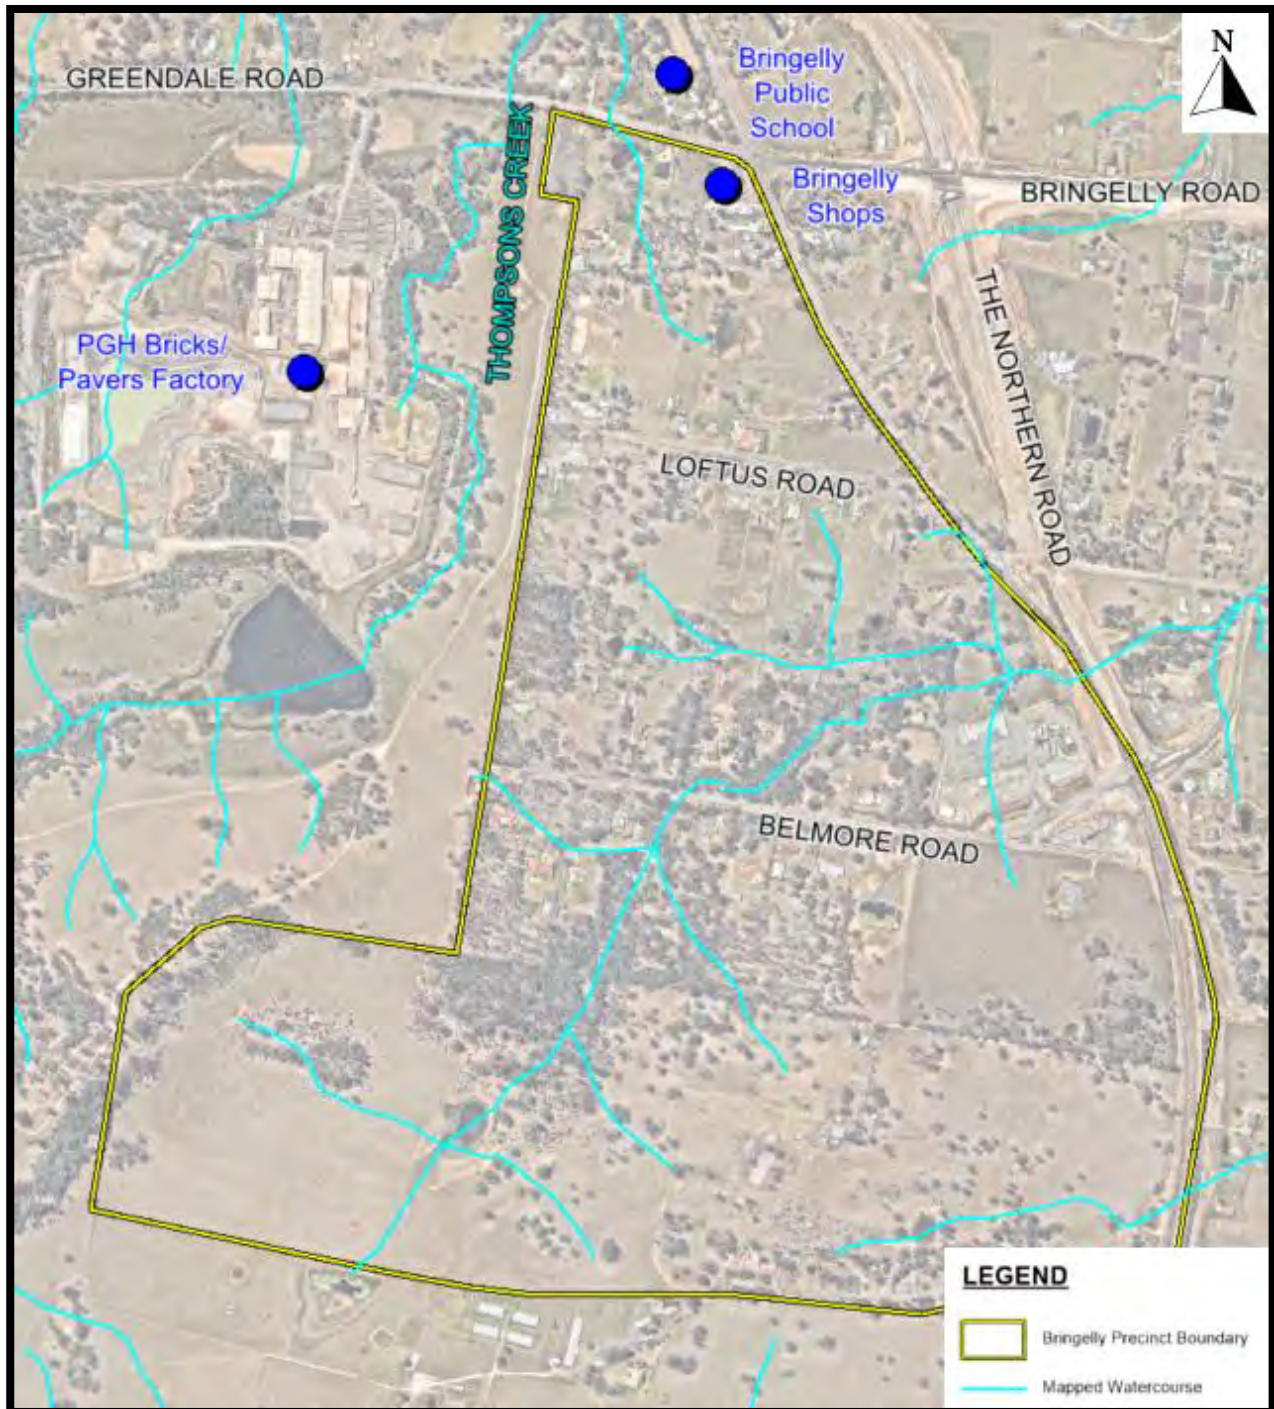 N
GREENDALE ROAD
Bringelly
Public
School
THOMPSONS CREEK
Bringelly
Shops
BRINGELLY ROAD
THE NORTHERN ROAD
PGH Bricks/
Pavers Factory
LOFTUS ROAD
BELMORE ROAD
LEGEND
Bringelly Precinct Boundary
Mapped Watercourse